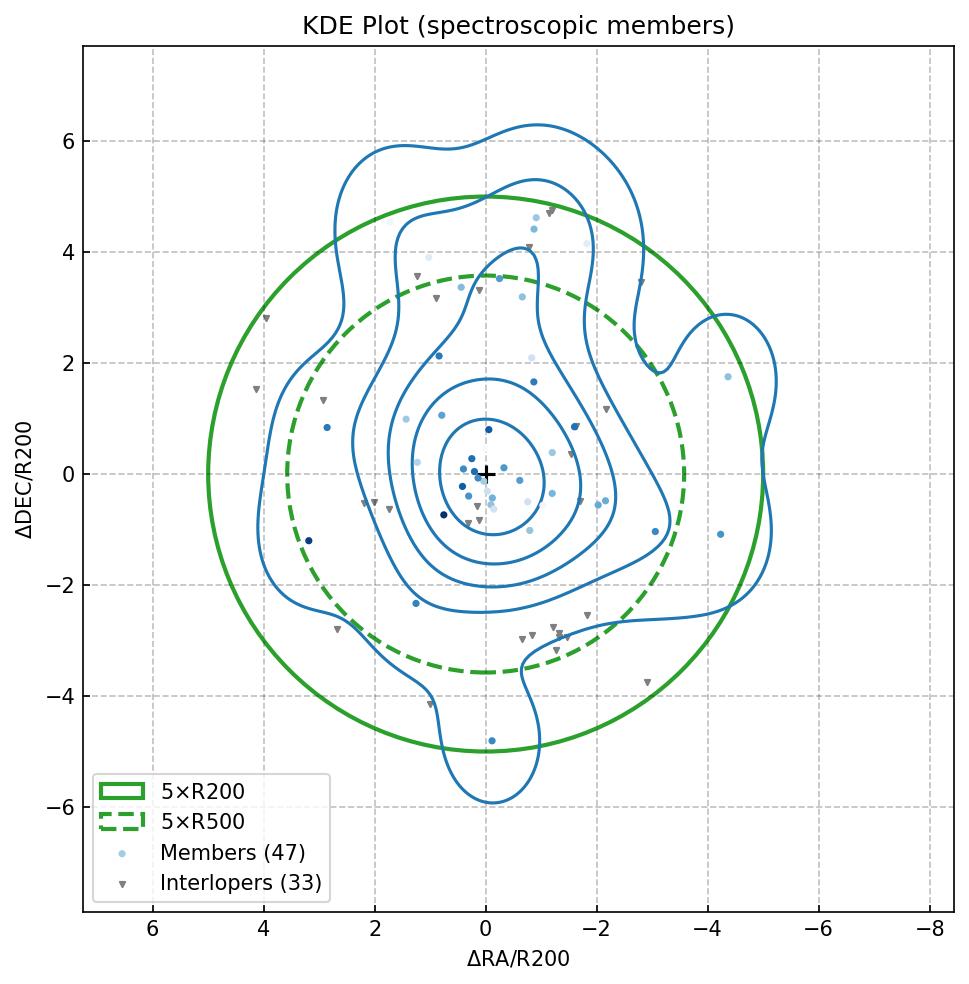 KDE Plot (spectroscopic members)
6
4
2
0
−2
−4
−6
ΔDEC/R200
5×R200
5×R500
Members (47)
Interlopers (33)
6 4 2 0 −2 −4 −6 −8
ΔRA/R200